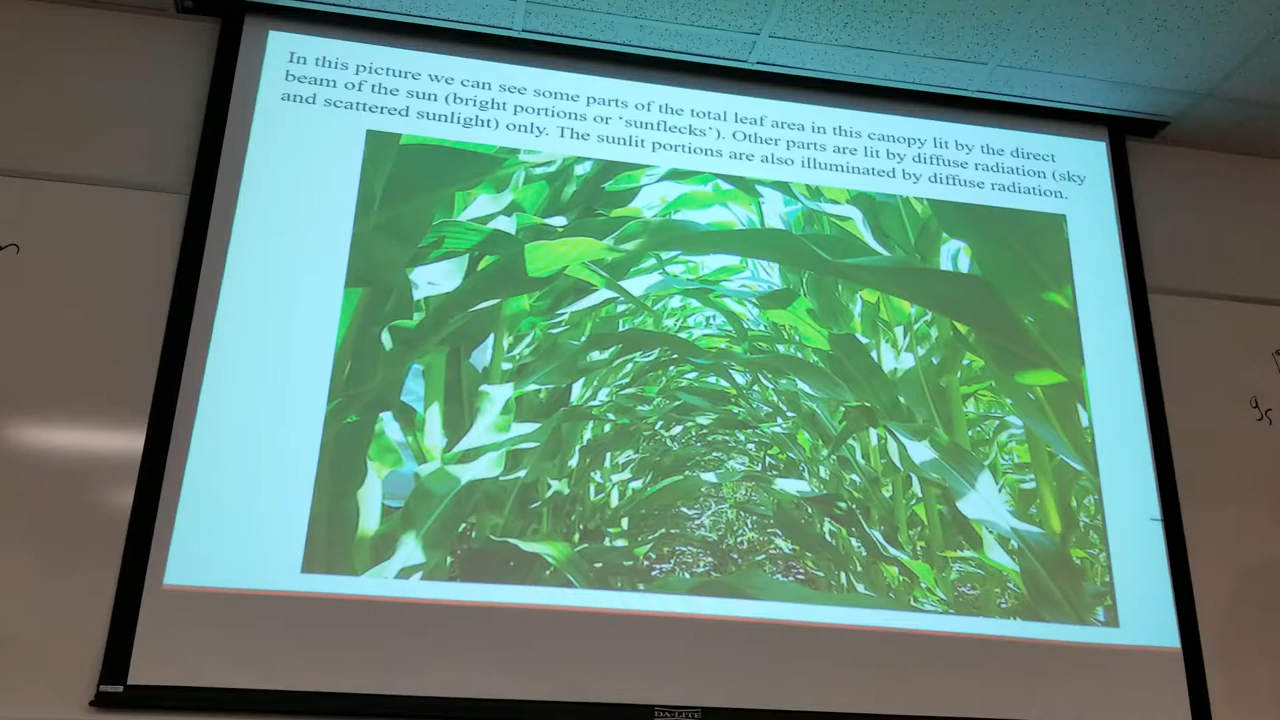 In this picture we can see some parts of the total leaf area in this canopy lit by the direct
beam of the sun (bright portions or ‘sunflecks’). Other parts are lit by diffuse radiation (sky
and scattered sunlight) only. The sunlit portions are also illuminated by diffuse radiation.
DA-LITE